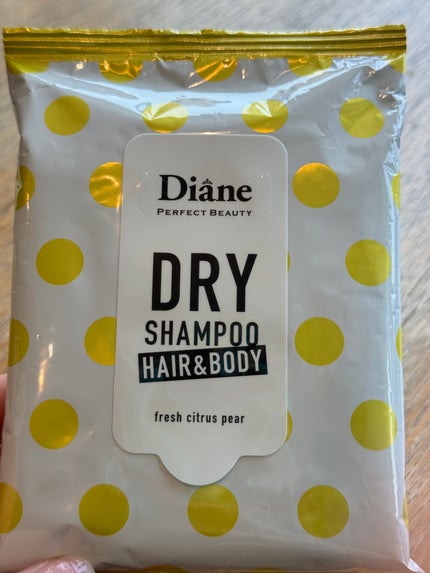 Diane
PERFECT BEAUTY
DRY
SHAMPOO
HAIR&BODY
fresh citrus pear